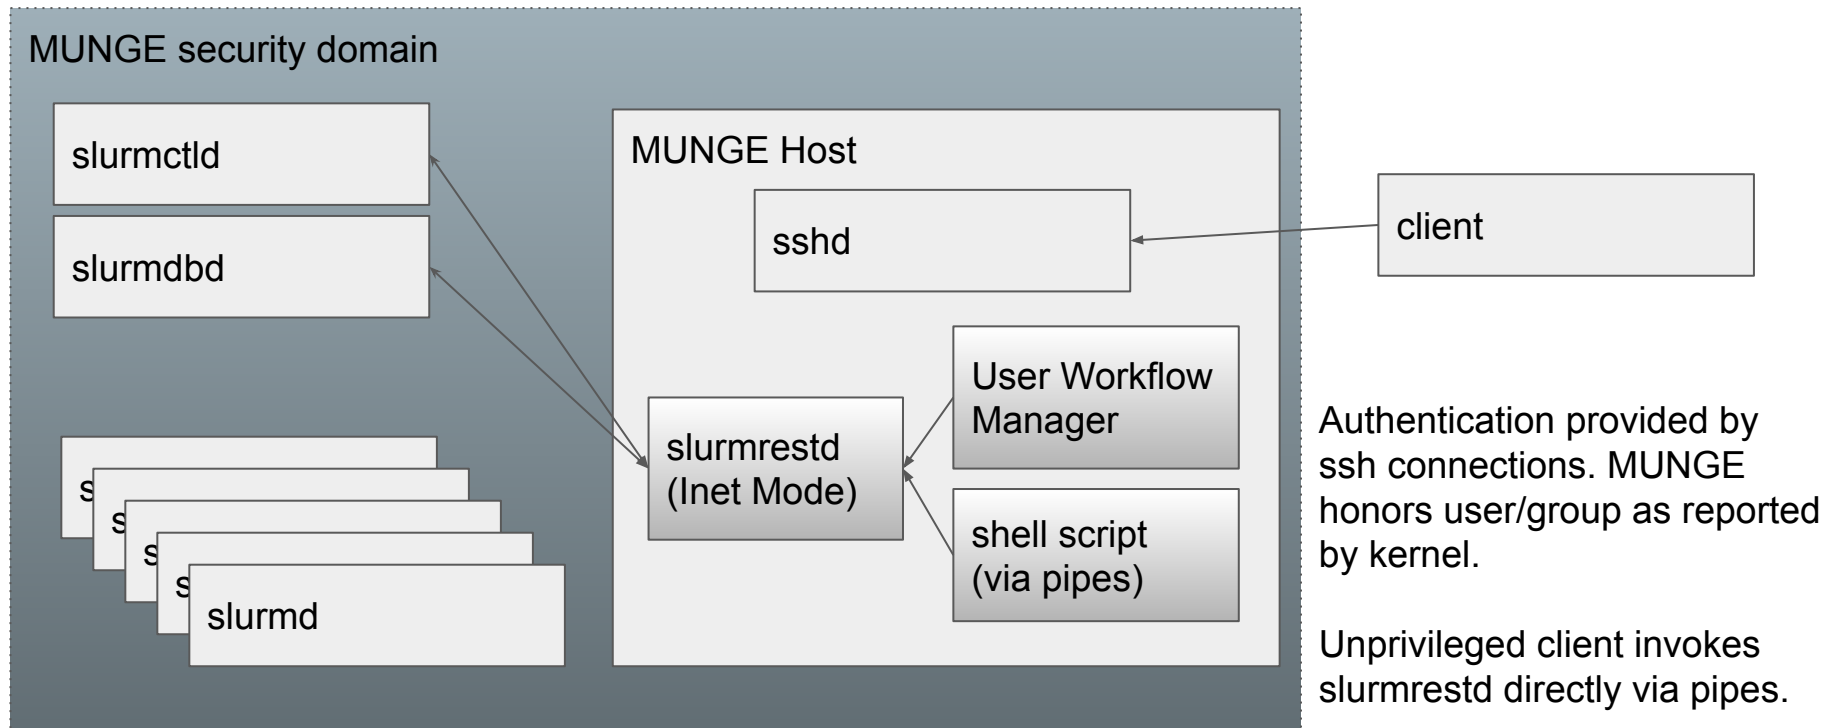 MUNGE security domain
slurmctld
slurmdbd
s
s
s
s
slurmd
MUNGE Host
sshd
User Workflow
Manager
slurmrestd
(Inet Mode)
shell script
(via pipes)
client
Authentication provided by
ssh connections. MUNGE
honors user/group as reported
by kernel.
Unprivileged client invokes
slurmrestd directly via pipes.